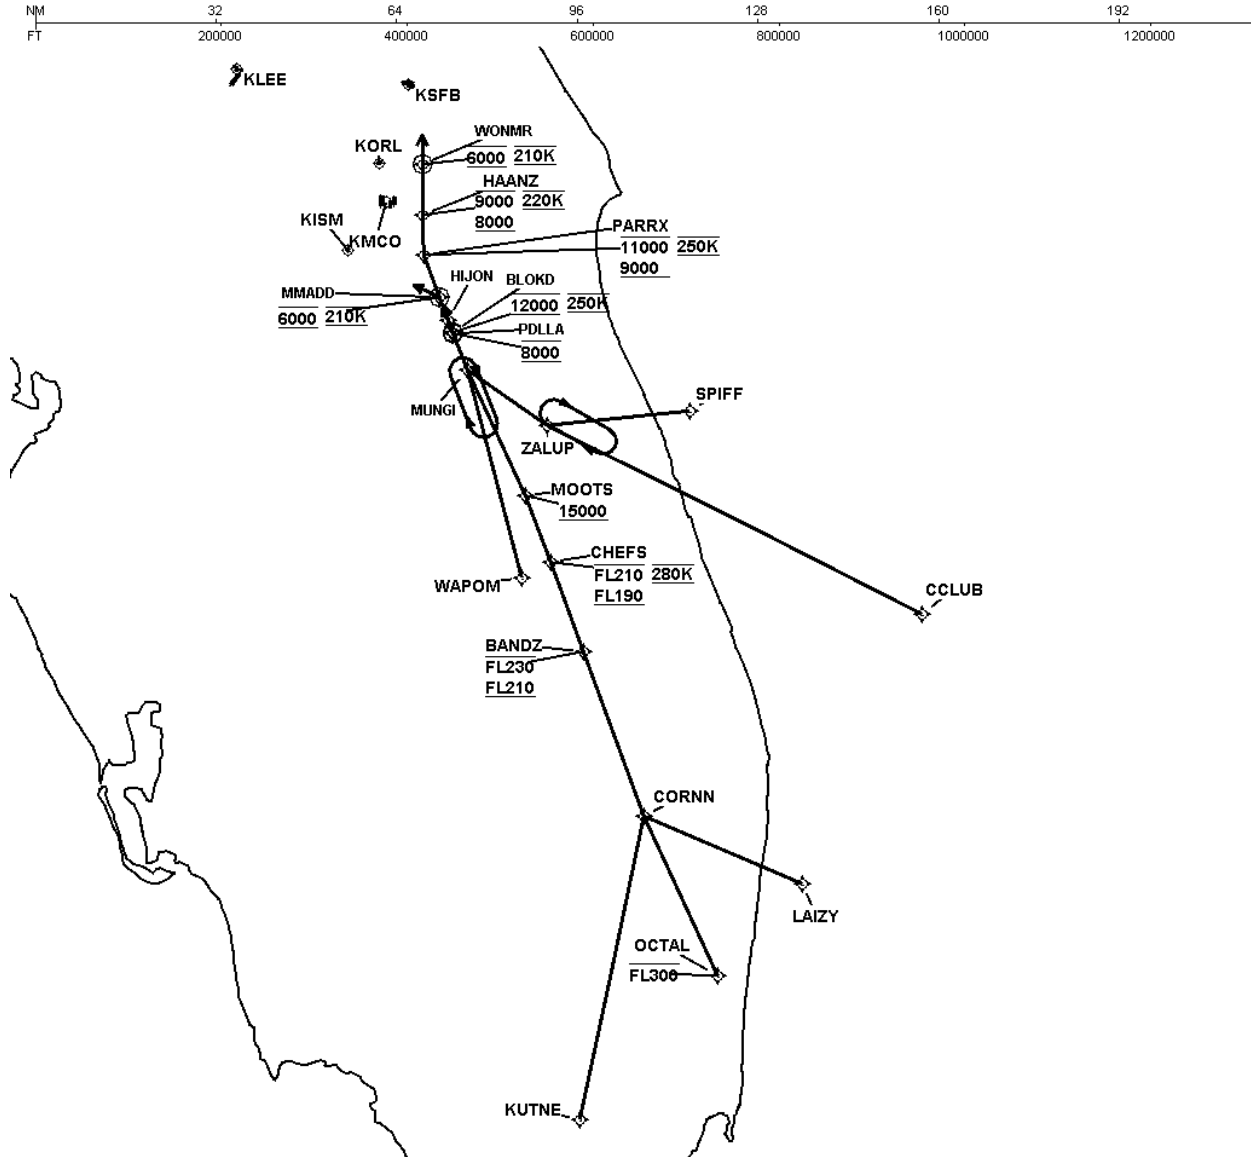 NM 32 64 96 128 160 192
FT 200000 400000 600000 800000 1000000 1200000
KLEE
KSFB
WONMR
6000 210K
KORL
HAANZ
9000 220K
8000
KISM
KMCO
PARRX
11000 250K
9000
HIJON
BLOKD
12000 250K
MMADD
6000 210K
PDLLA
8000
MUNGI
SPIFF
ZALUP
MOOTS
15000
CHEFS
FL210 280K
FL190
WAPOM
CCLUB
BANDZ
FL230
FL210
CORNN
LAIZY
OCTAL
FL300
KUTNE